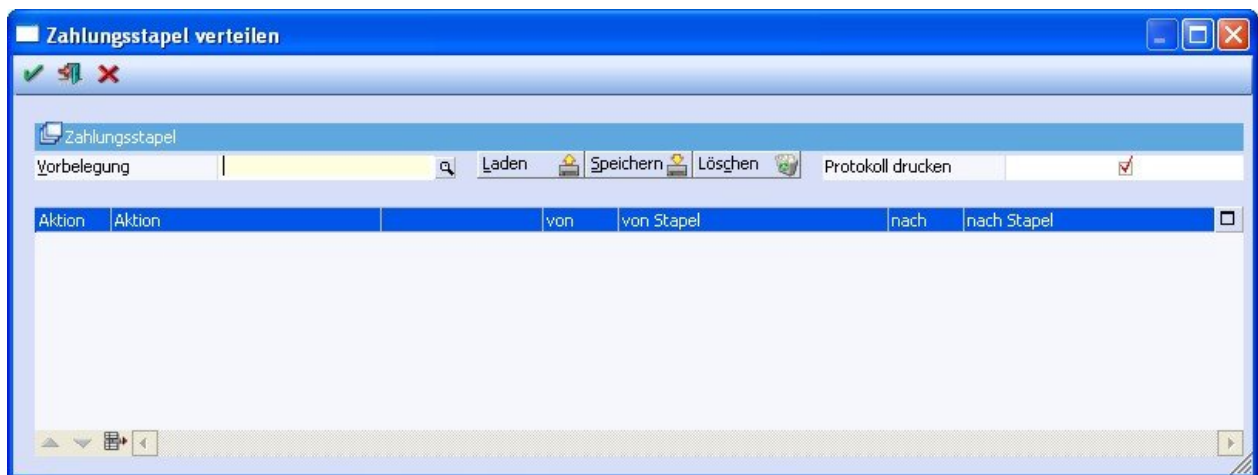 Zahlungsstapel verteilen
Zahlungsstapel
Vorbelegung Laden Speichern Löschen Protokoll drucken
Aktion Aktion von von Stapel nach nach Stapel